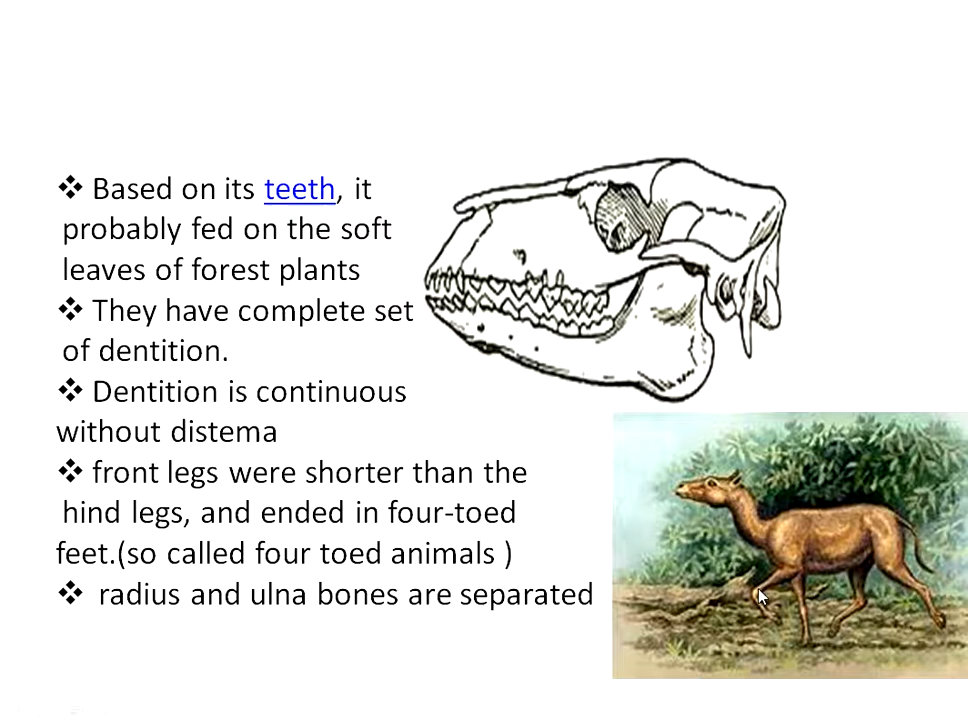 ❖ Based on its teeth, it
probably fed on the soft
leaves of forest plants
❖ They have complete set
of dentition.
❖ Dentition is continuous
without distema
❖ front legs were shorter than the
hind legs, and ended in four-toed
feet.(so called four toed animals )
❖ radius and ulna bones are separated